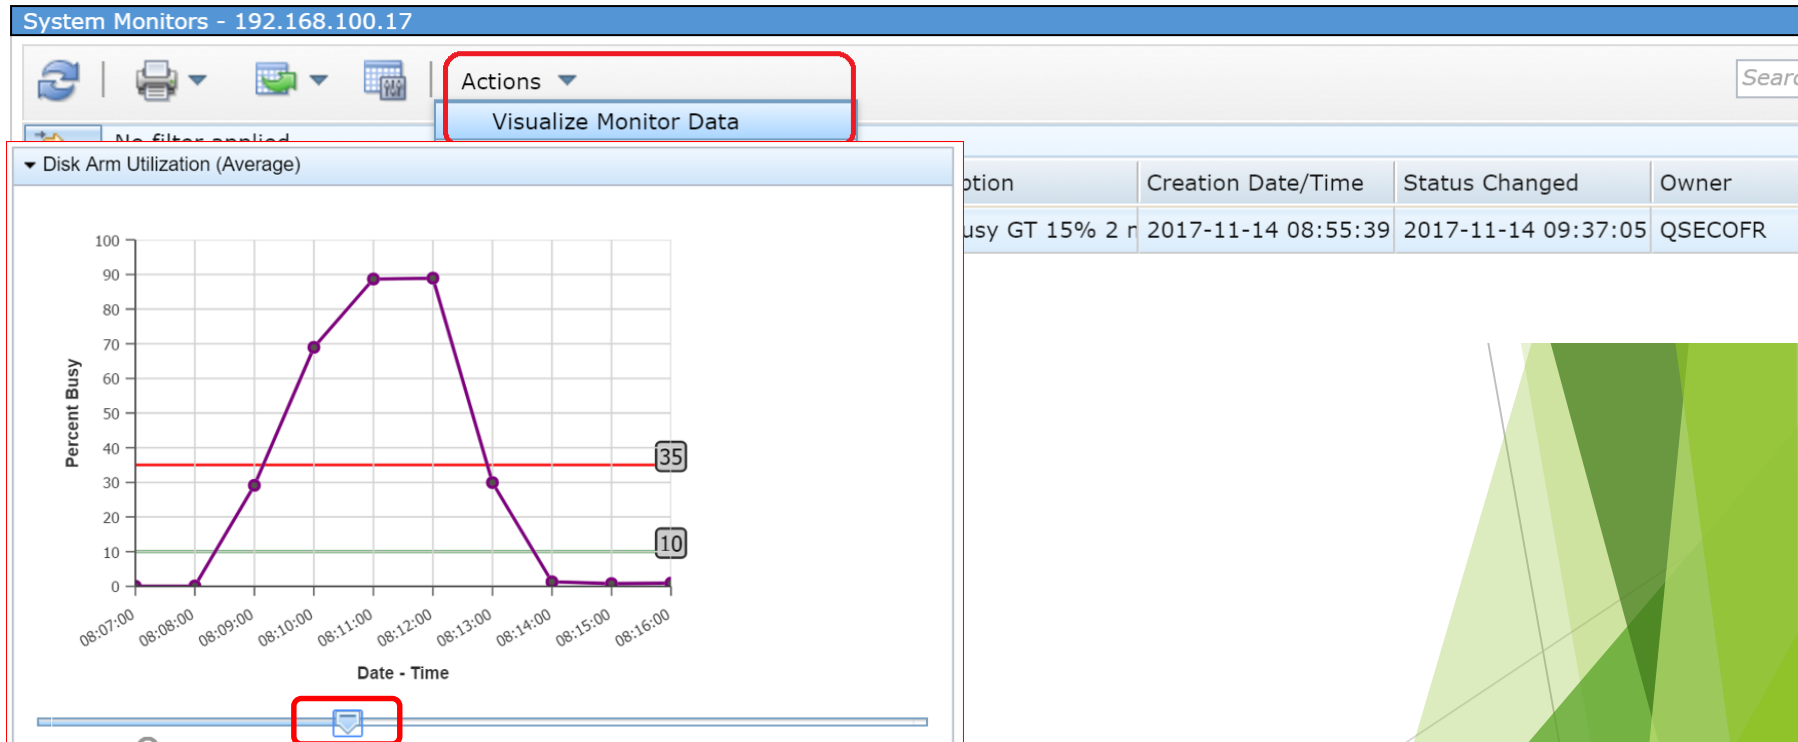 System Monitors - 192.168.100.17
Actions
Visualize Monitor Data
No filter applied
Disk Arm Utilization (Average)
Creation Date/Time
Status Changed
Owner
GT 15% 2
2017-11-14 08:55:39
2017-11-14 09:37:05
QSECOFR
100
90
80
70
60
50
40
30
20
10
0
Percent Busy
35
10
08:07:00
08:08:00
08:09:00
08:10:00
08:11:00
08:12:00
08:13:00
08:14:00
08:15:00
08:16:00
Date - Time